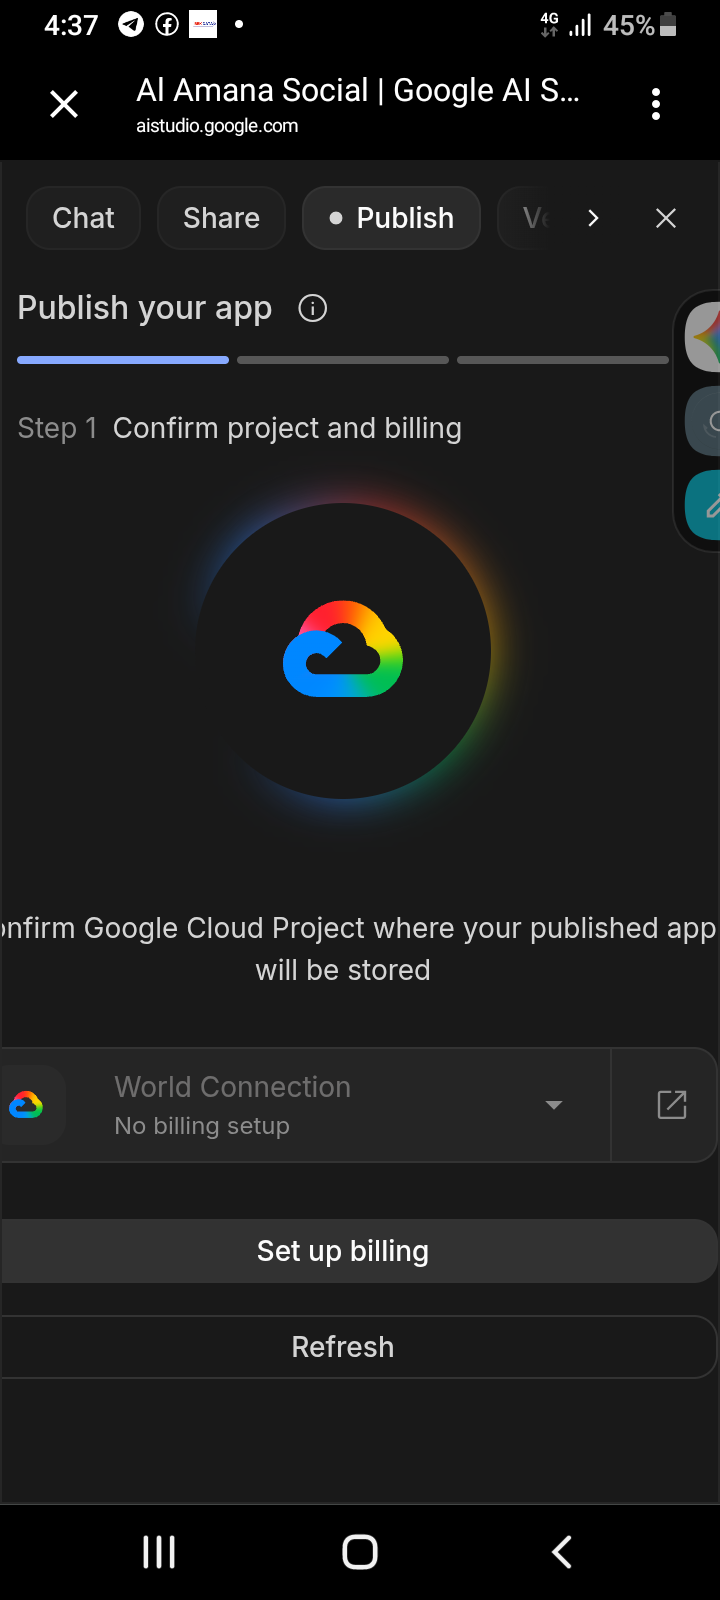 4:37
4G
45%
Al Amana Social | Google AI S...
aistudio.google.com
Chat
Share
Publish
Publish your app
Step 1 Confirm project and billing
onfirm Google Cloud Project where your published app
will be stored
World Connection
No billing setup
Set up billing
Refresh